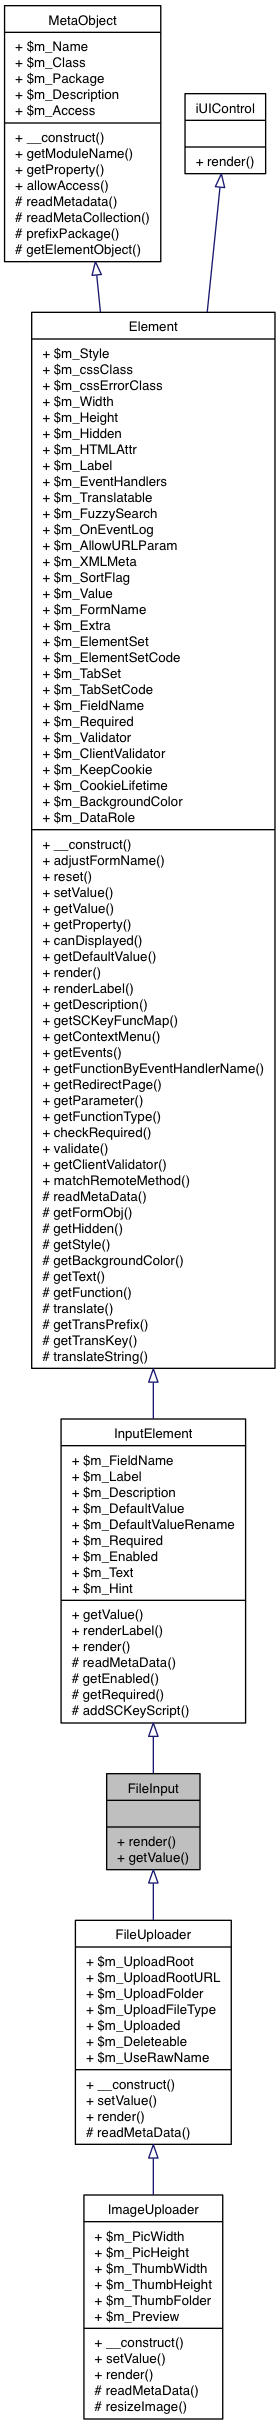 MetaObject
+ $m_Name
+ $m_Class
+ $m_Package
+ $m_Description
+ $m_Access
+ __construct()
+ getModuleName()
+ getProperty()
+ allowAccess()
# readMetadata()
# readMetaCollection()
# prefixPackage()
# getElementObject()
iUIControl
+ render()
Element
+ $m_Style
+ $m_cssClass
+ $m_cssErrorClass
+ $m_Width
+ $m_Height
+ $m_Hidden
+ $m_HTMLAttr
+ $m_Label
+ $m_EventHandlers
+ $m_Translatable
+ $m_FuzzySearch
+ $m_OnEventLog
+ $m_AllowURLParam
+ $m_XMLMeta
+ $m_SortFlag
+ $m_Value
+ $m_FormName
+ $m_Extra
+ $m_ElementSet
+ $m_ElementSetCode
+ $m_TabSet
+ $m_TabSetCode
+ $m_FieldName
+ $m_Required
+ $m_Validator
+ $m_ClientValidator
+ $m_KeepCookie
+ $m_CookieLifetime
+ $m_BackgroundColor
+ $m_DataRole
+ __construct()
+ adjustFormName()
+ reset()
+ setValue()
+ getValue()
+ getProperty()
+ canDisplayed()
+ getDefaultValue()
+ render()
+ renderLabel()
+ getDescription()
+ getSCKeyFuncMap()
+ getContextMenu()
+ getEvents()
+ getFunctionByEventHandlerName()
+ getRedirectPage()
+ getParameter()
+ getFunctionType()
+ checkRequired()
+ validate()
+ getClientValidator()
+ matchRemoteMethod()
# readMetaData()
# getFormObj()
# getHidden()
# getStyle()
# getBackgroundColor()
# getText()
# getFunction()
# translate()
# getTransPrefix()
# getTransKey()
# translateString()
InputElement
+ $m_FieldName
+ $m_Label
+ $m_Description
+ $m_DefaultValue
+ $m_DefaultValueRename
+ $m_Required
+ $m_Enabled
+ $m_Text
+ $m_Hint
+ getValue()
+ renderLabel()
+ render()
# readMetaData()
# getEnabled()
# getRequired()
# addSCKeyScript()
FileInput
+ render()
+ getValue()
FileUploader
+ $m_UploadRoot
+ $m_UploadRootURL
+ $m_UploadFolder
+ $m_UploadFileType
+ $m_Uploaded
+ $m_Deleteable
+ $m_UseRawName
+ __construct()
+ setValue()
+ render()
# readMetaData()
ImageUploader
+ $m_PicWidth
+ $m_PicHeight
+ $m_ThumbWidth
+ $m_ThumbHeight
+ $m_ThumbFolder
+ $m_Preview
+ __construct()
+ setValue()
+ render()
# readMetaData()
# resizeImage()